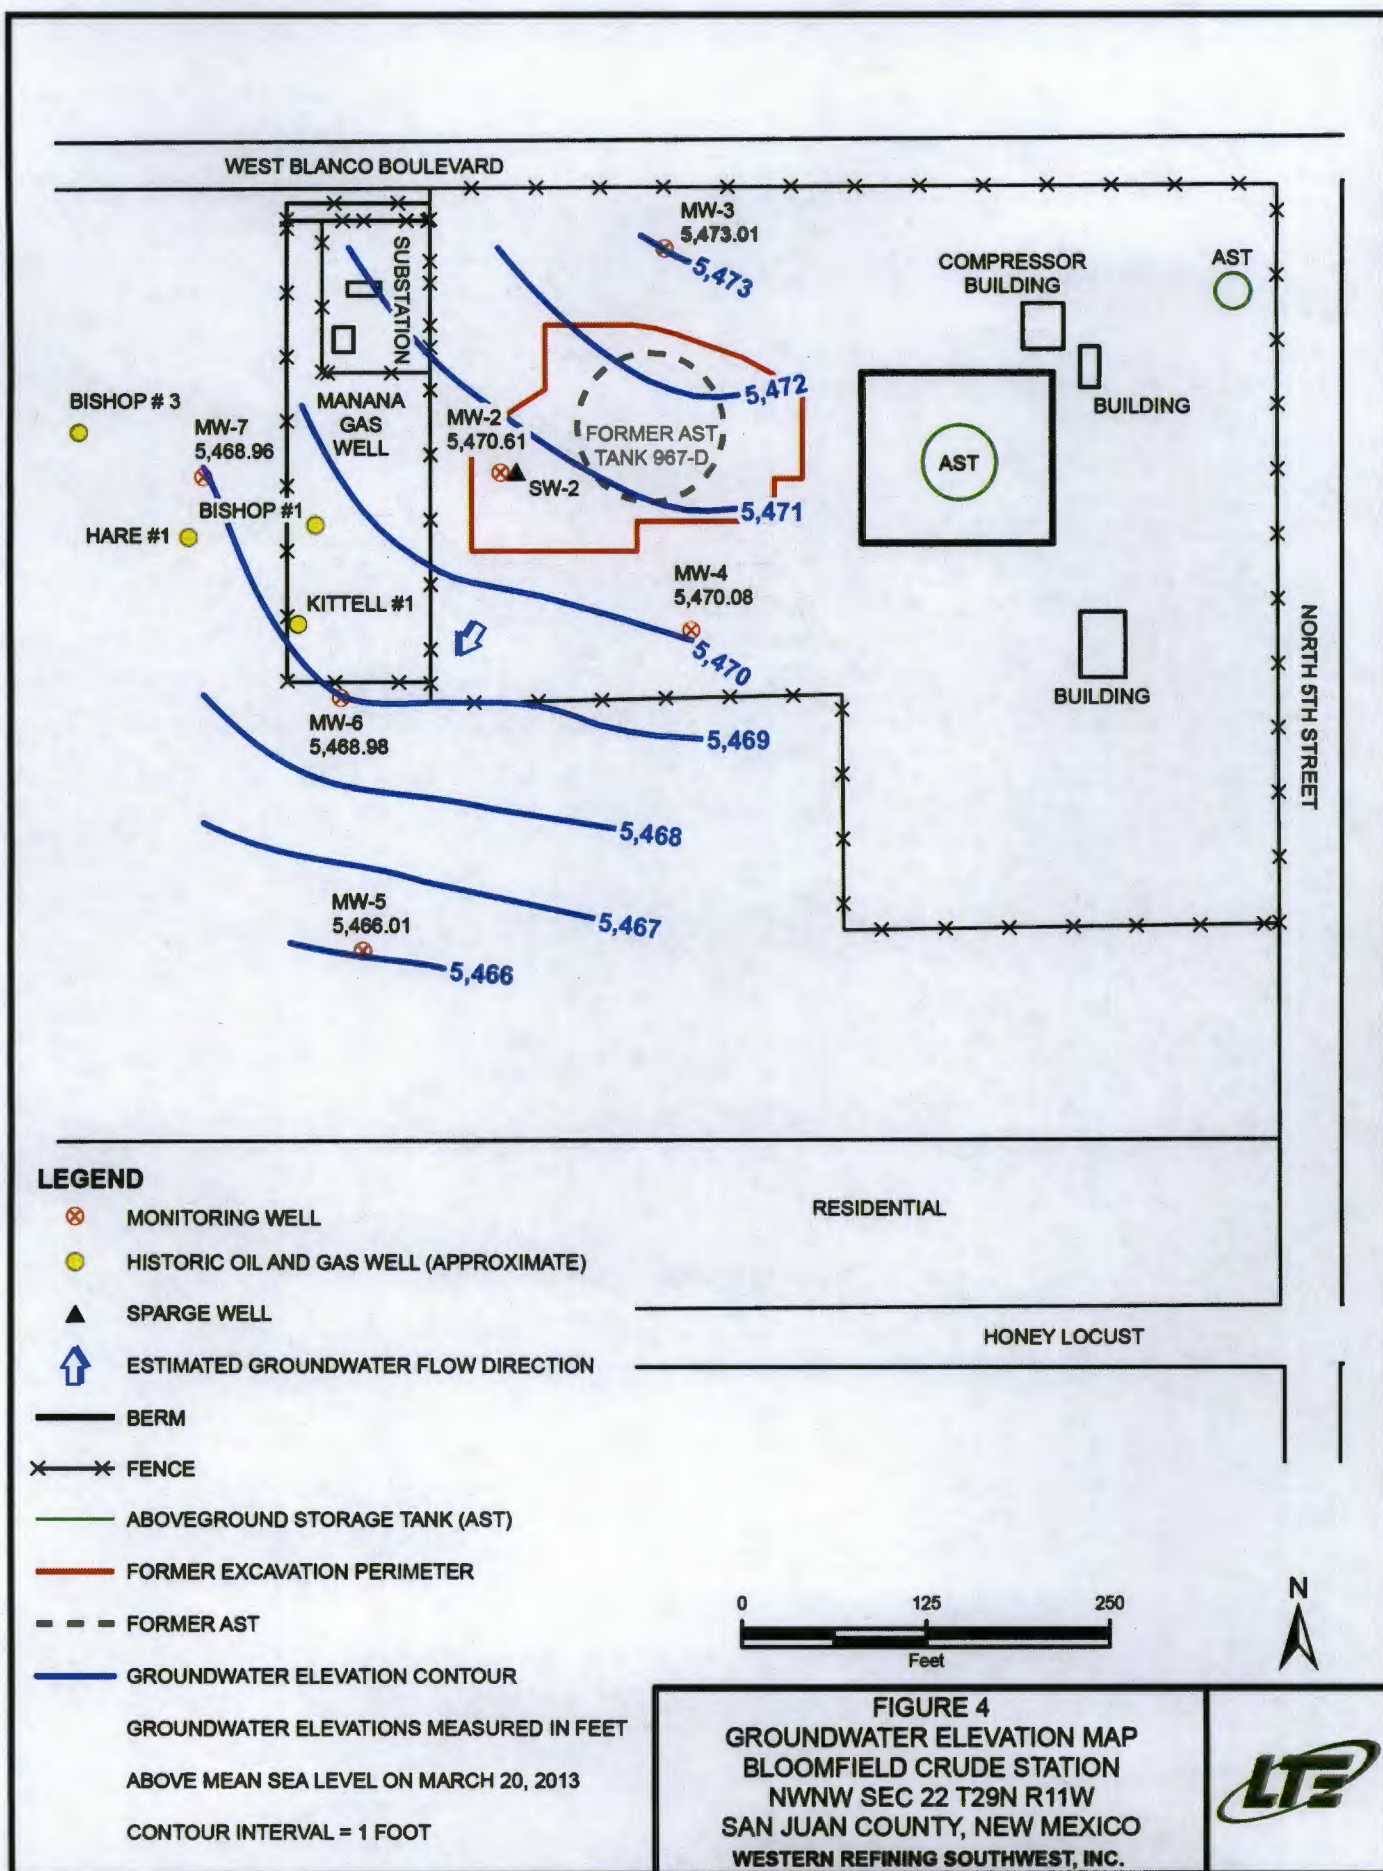 WEST BLANCO BOULEVARD
MW-3
5,473.01
5,473
SUBSTATION
COMPRESSOR
BUILDING
AST
BUILDING
5,472
BISHOP # 3
MW-7
5,468.96
MANANA
GAS
WELL
MW-2
5,470.61
FORMER AST
TANK 967-D
AST
SW-2
5,471
BISHOP #1
HARE #1
MW-4
5,470.08
KITTELL #1
5,470
BUILDING
NORTH 5TH STREET
MW-6
5,468.98
5,469
5,468
MW-5
5,466.01
5,467
5,466
LEGEND
MONITORING WELL
HISTORIC OIL AND GAS WELL (APPROXIMATE)
SPARGE WELL
ESTIMATED GROUNDWATER FLOW DIRECTION
BERM
FENCE
ABOVEGROUND STORAGE TANK (AST)
FORMER EXCAVATION PERIMETER
FORMER AST
GROUNDWATER ELEVATION CONTOUR
GROUNDWATER ELEVATIONS MEASURED IN FEET
ABOVE MEAN SEA LEVEL ON MARCH 20, 2013
CONTOUR INTERVAL = 1 FOOT
RESIDENTIAL
HONEY LOCUST
0 125 250
Feet
N
FIGURE 4
GROUNDWATER ELEVATION MAP
BLOOMFIELD CRUDE STATION
NWNW SEC 22 T29N R11W
SAN JUAN COUNTY, NEW MEXICO
WESTERN REFINING SOUTHWEST, INC.
LTE